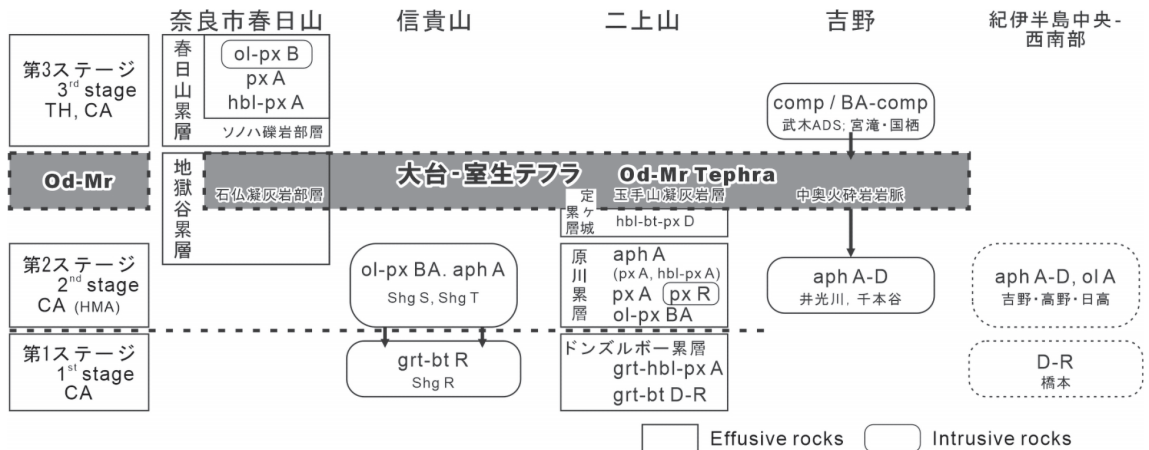 奈良市春日山
信貴山
二上山
吉野
紀伊半島中央-
西南部
第3ステージ
3rd stage
TH, CA
春日山累層
ol-px B
px A
hbl-px A
ソノハ礫岩部層
comp / BA-comp
武木ADS; 宮滝・国栖
Od-Mr
地獄谷累層
石仏凝灰岩部層
大台-室生テフラ Od-Mr Tephra
定ヶ城累層
玉手山凝灰岩層
hbl-bt-px D
中奥火砕岩岩脈
第2ステージ
2nd stage
CA (HMA)
ol-px BA. aph A
Shg S, Shg T
原川累層
aph A
(px A, hbl-px A)
px A px R
ol-px BA
aph A-D
井光川, 千本谷
aph A-D, ol A
吉野・高野・日高
第1ステージ
1st stage
CA
grt-bt R
Shg R
ドンズルボー累層
grt-hbl-px A
grt-bt D-R
D-R
橋本
Effusive rocks
Intrusive rocks